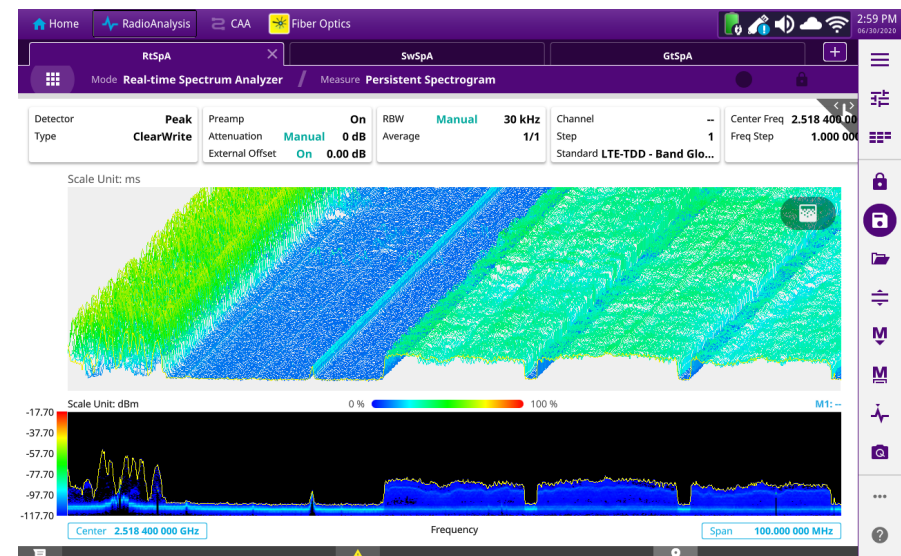 Home RadioAnalysis CAA Fiber Optics 2:59 PM
06/30/2020
RtSpA SwSpA GtSpA
Mode Real-time Spectrum Analyzer / Measure Persistent Spectrogram
Detector Peak
Type ClearWrite
Preamp On
Attenuation Manual 0 dB
External Offset On 0.00 dB
RBW Manual 30 kHz
Average 1/1
Channel --
Step 1
Standard LTE-TDD - Band Glo...
Center Freq 2.518 400 00
Freq Step 1.000 000
Scale Unit: ms
Scale Unit: dBm 0 % 100 % M1: --
-17.70
-37.70
-57.70
-77.70
-97.70
-117.70
Center 2.518 400 000 GHz Frequency Span 100.000 000 MHz
M
M